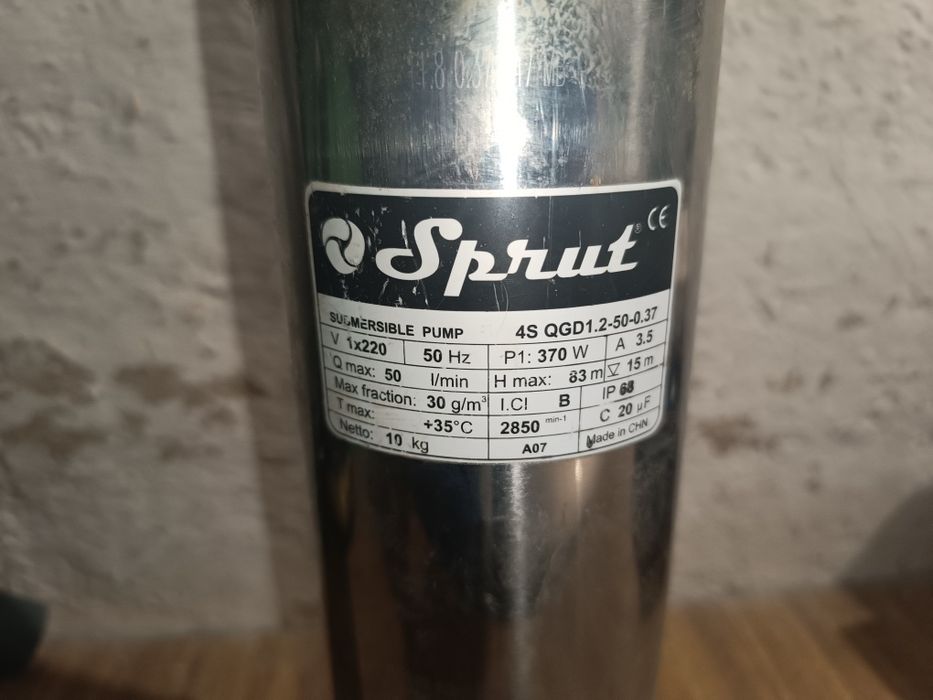 Sprut® CE
SUBMERSIBLE PUMP 4S QGD1.2-50-0.37
V 1x220 50 Hz P1: 370 W A 3.5
Q max: 50 l/min H max: 83 m ▽ 15 m
Max fraction: 30 g/m³ I.Cl B IP 68
T max: +35°C 2850 min-1 C 20 µF
Netto: 10 kg A07 Made in CHN